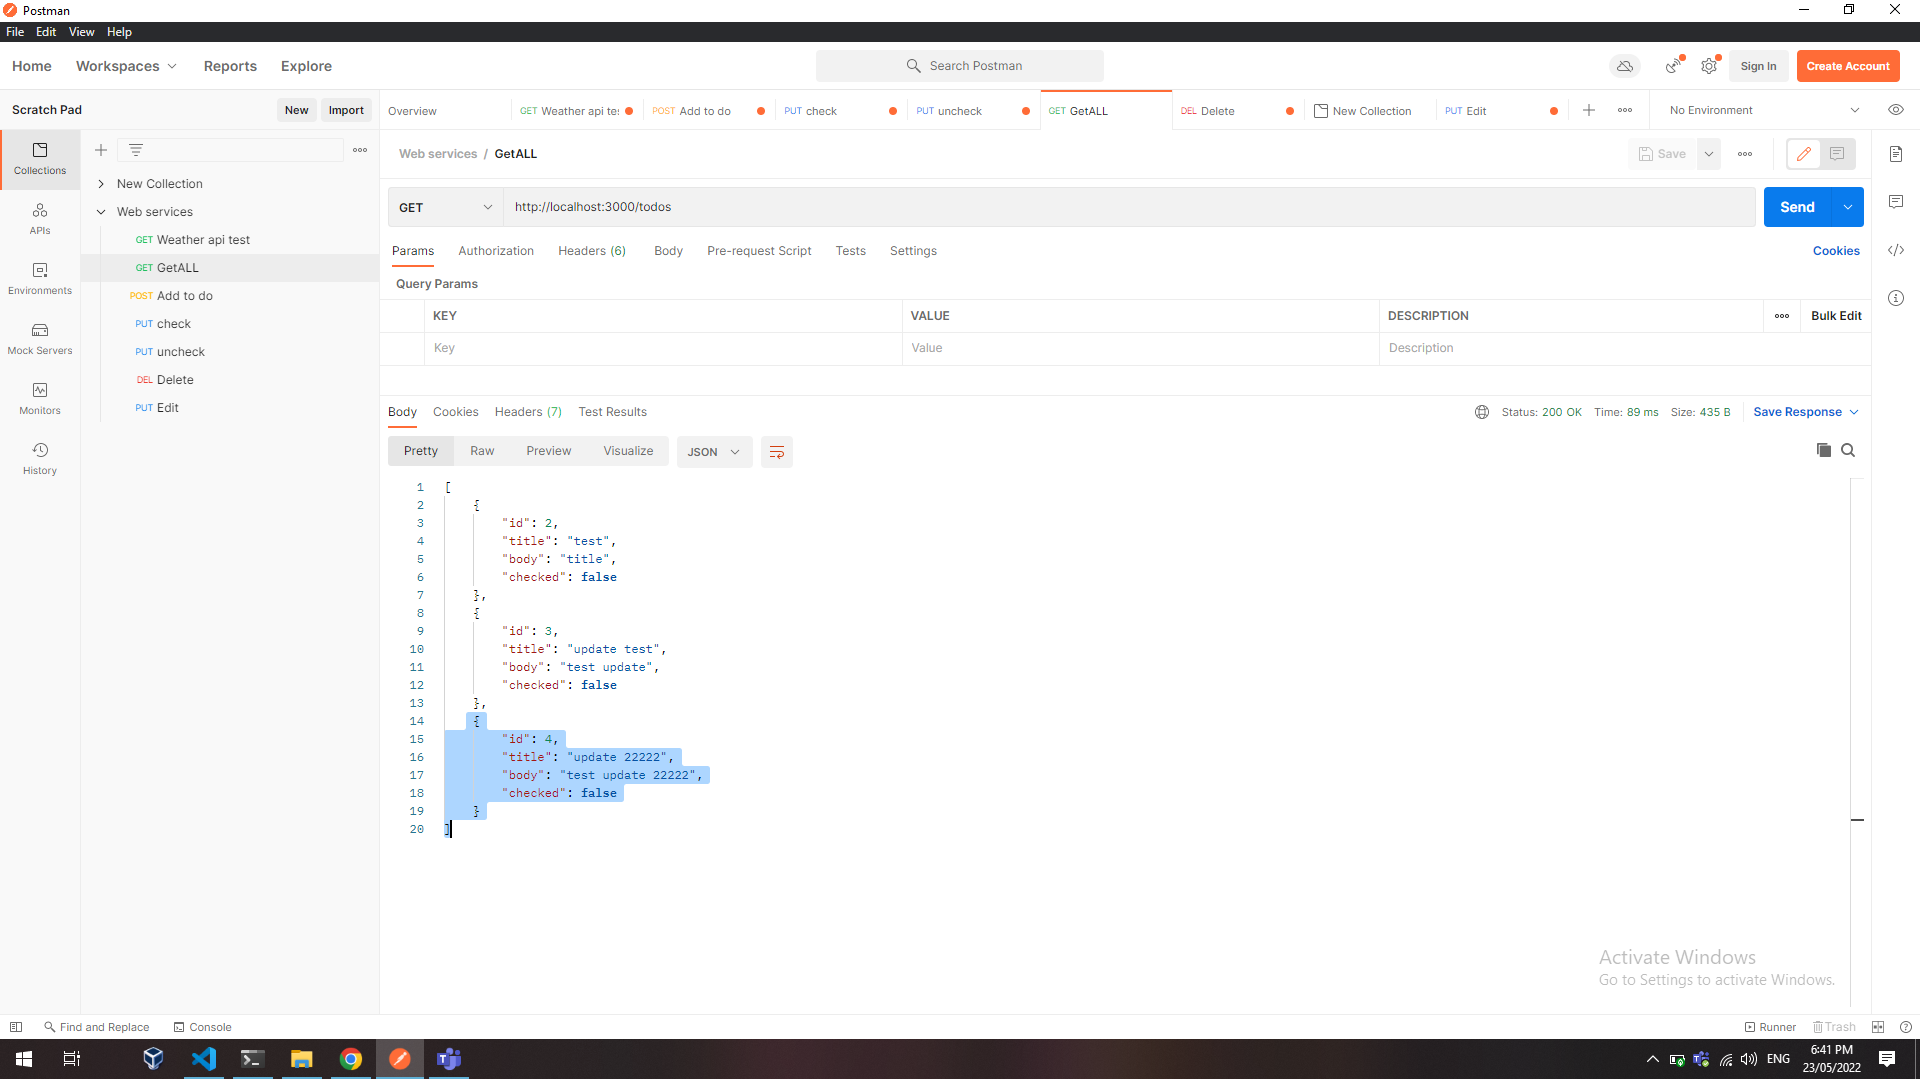 Postman
File Edit View Help
Home Workspaces Reports Explore
Search Postman
Sign In Create Account
Scratch Pad New Import
Overview GET Weather api te: POST Add to do PUT check PUT uncheck GET GetALL DEL Delete New Collection PUT Edit No Environment
Collections
APIs
Environments
Mock Servers
Monitors
History
New Collection
Web services
GET Weather api test
GET GetALL
POST Add to do
PUT check
PUT uncheck
DEL Delete
PUT Edit
Web services / GetALL
Save
GET http://localhost:3000/todos Send
Params Authorization Headers (6) Body Pre-request Script Tests Settings Cookies
Query Params
KEY VALUE DESCRIPTION Bulk Edit
Key Value Description
Body Cookies Headers (7) Test Results Status: 200 OK Time: 89 ms Size: 435 B Save Response
Pretty Raw Preview Visualize JSON
1 [
2 {
3 "id": 2,
4 "title": "test",
5 "body": "title",
6 "checked": false
7 },
8 {
9 "id": 3,
10 "title": "update test",
11 "body": "test update",
12 "checked": false
13 },
14 {
15 "id": 4,
16 "title": "update 22222",
17 "body": "test update 22222",
18 "checked": false
19 }
20 ]
Activate Windows
Go to Settings to activate Windows.
Find and Replace Console Runner Trash
ENG
6:41 PM
23/05/2022